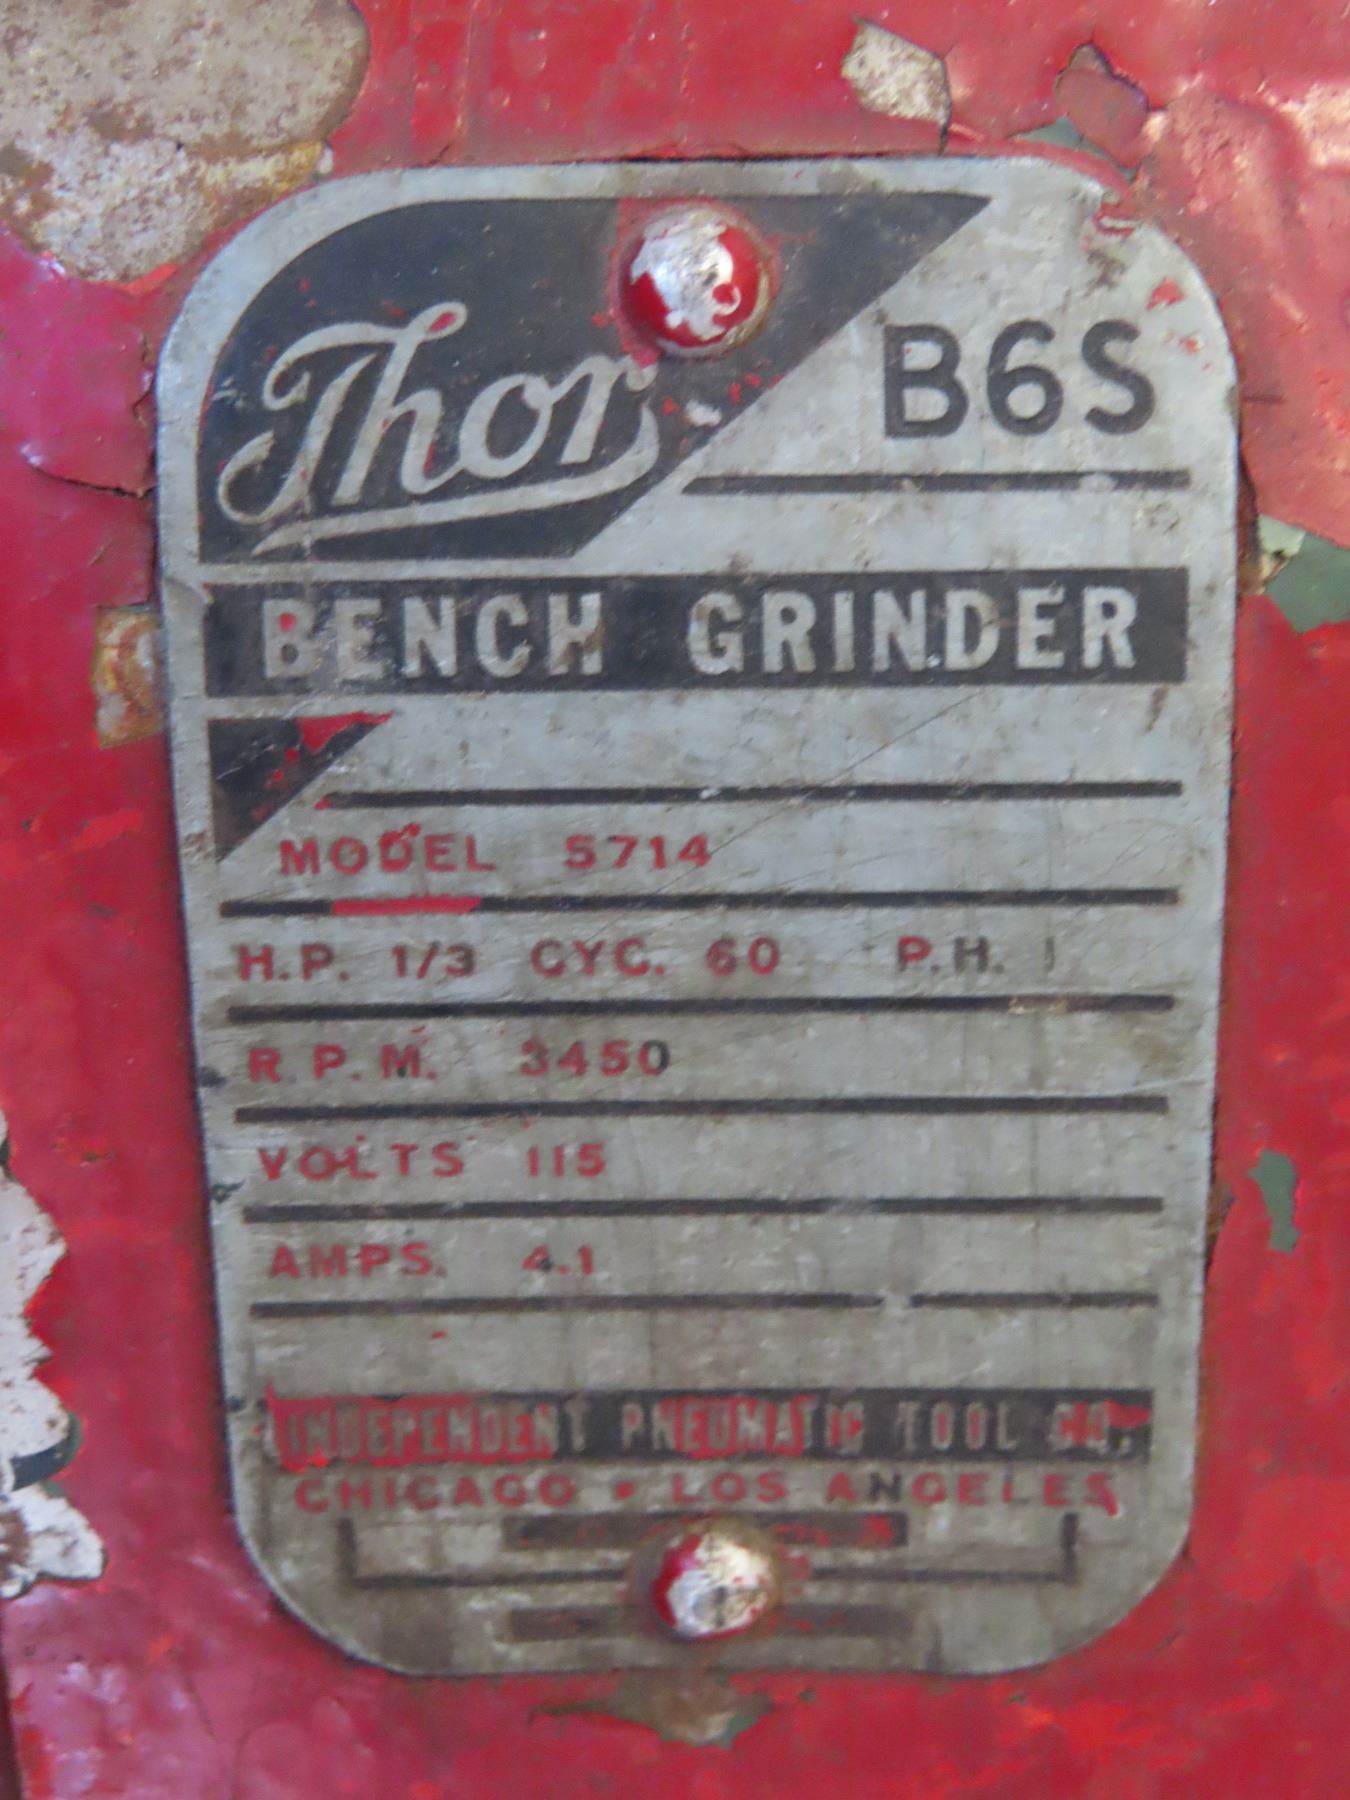 Thor
B6S
BENCH GRINDER
MODEL 5714
H.P. 1/3 CYC. 60 P.H. 1
R.P.M. 3450
VOLTS 115
AMPS. 4.1
INDEPENDENT PNEUMATIC TOOL CO.
CHICAGO • LOS ANGELES